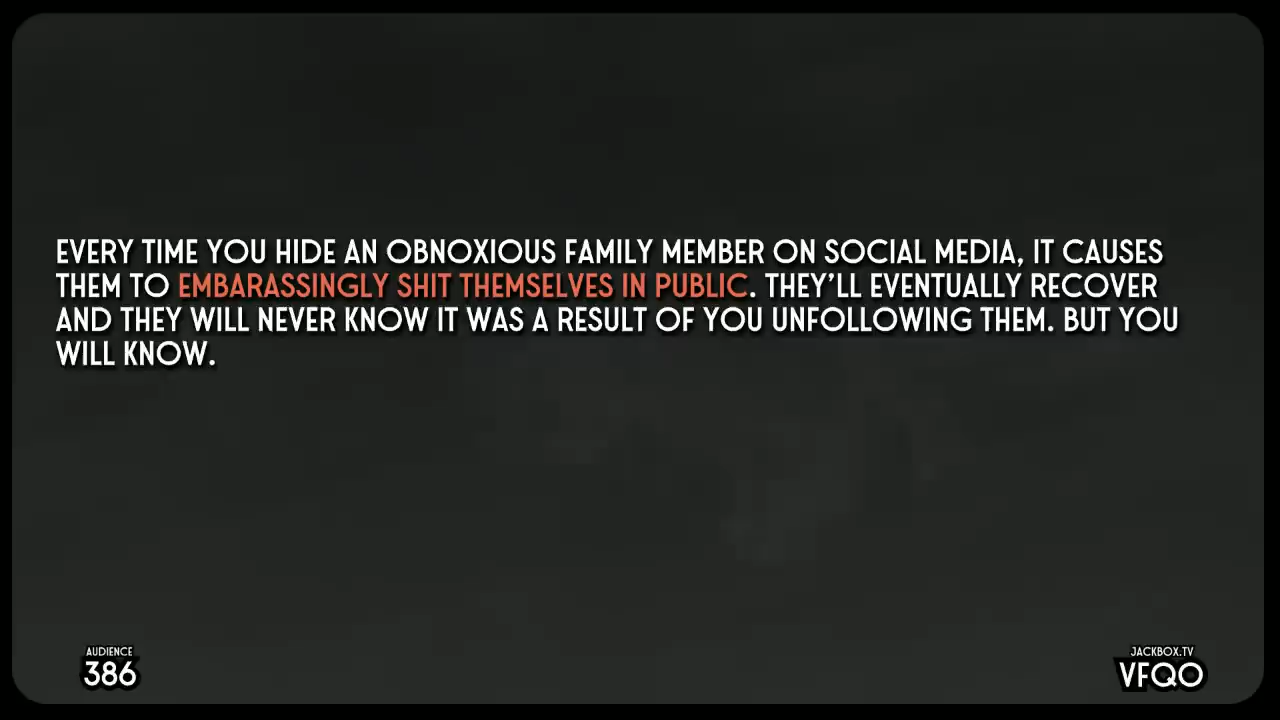 EVERY TIME YOU HIDE AN OBNOXIOUS FAMILY MEMBER ON SOCIAL MEDIA, IT CAUSES
THEM TO EMBARASSINGLY SHIT THEMSELVES IN PUBLIC. THEY'LL EVENTUALLY RECOVER
AND THEY WILL NEVER KNOW IT WAS A RESULT OF YOU UNFOLLOWING THEM. BUT YOU
WILL KNOW.
AUDIENCE
386
JACKBOX.TV
VFQO